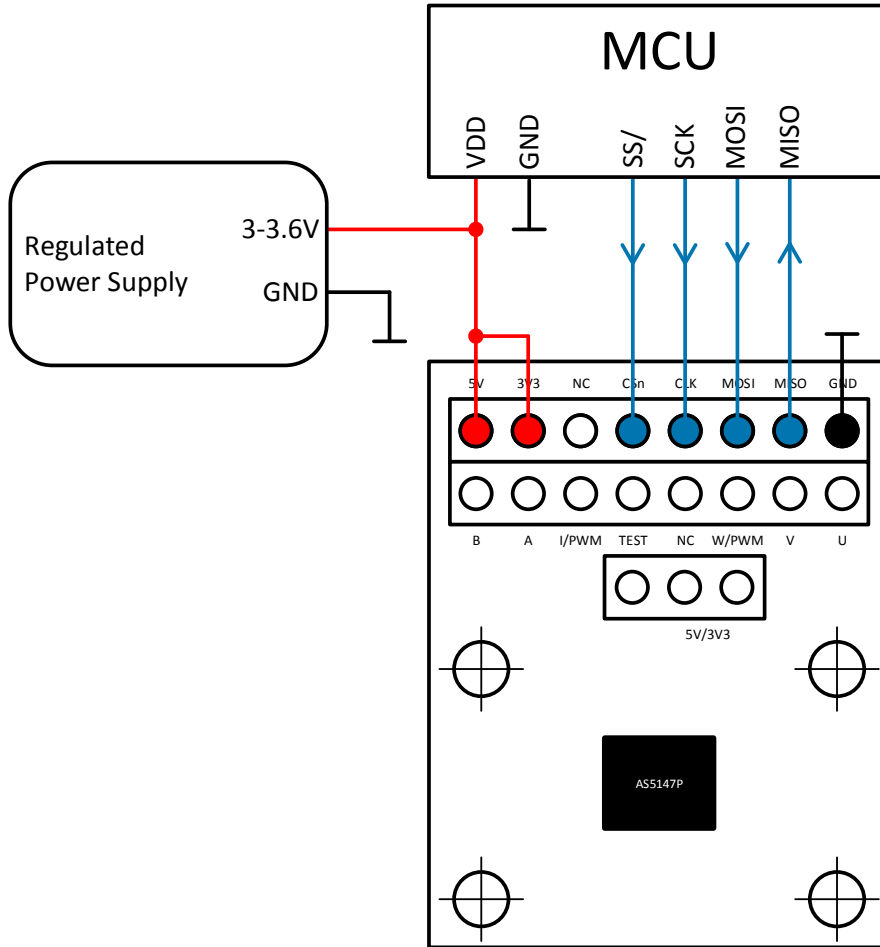 MCU
VDD
GND
SS/
SCK
MOSI
MISO
Regulated
Power Supply
3-3.6V
GND
5V
3V3
NC
CSn
CLK
MOSI
MISO
GND
B
A
I/PWM
TEST
NC
W/PWM
V
U
5V/3V3
AS5147P